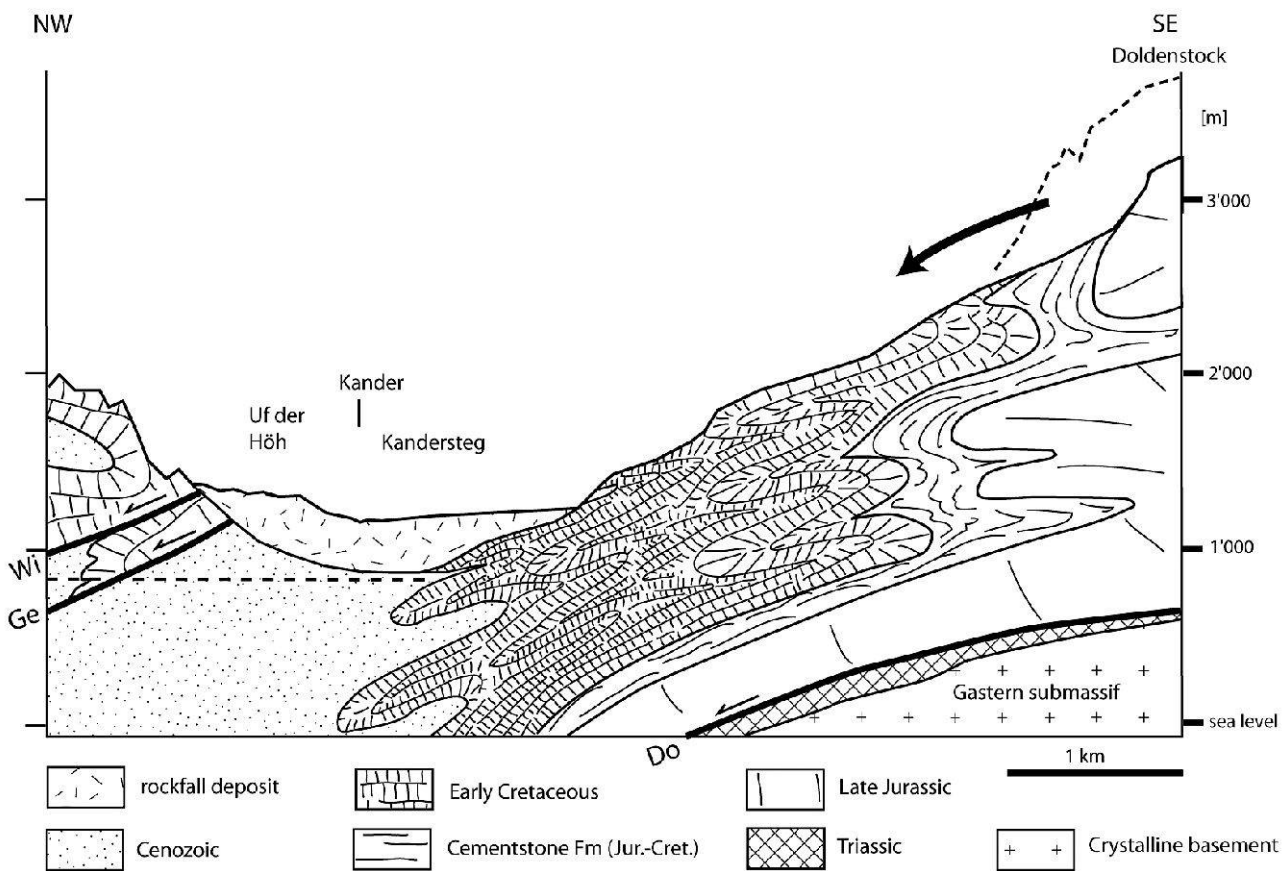 NW
SE
Doldenstock
[m]
3'000
2'000
1'000
sea level
Kander
Uf der
Höh
Kandersteg
Wi
Ge
Do
Gastern submassif
1 km
rockfall deposit
Early Cretaceous
Late Jurassic
Cenozoic
Cementstone Fm (Jur.-Cret.)
Triassic
Crystalline basement